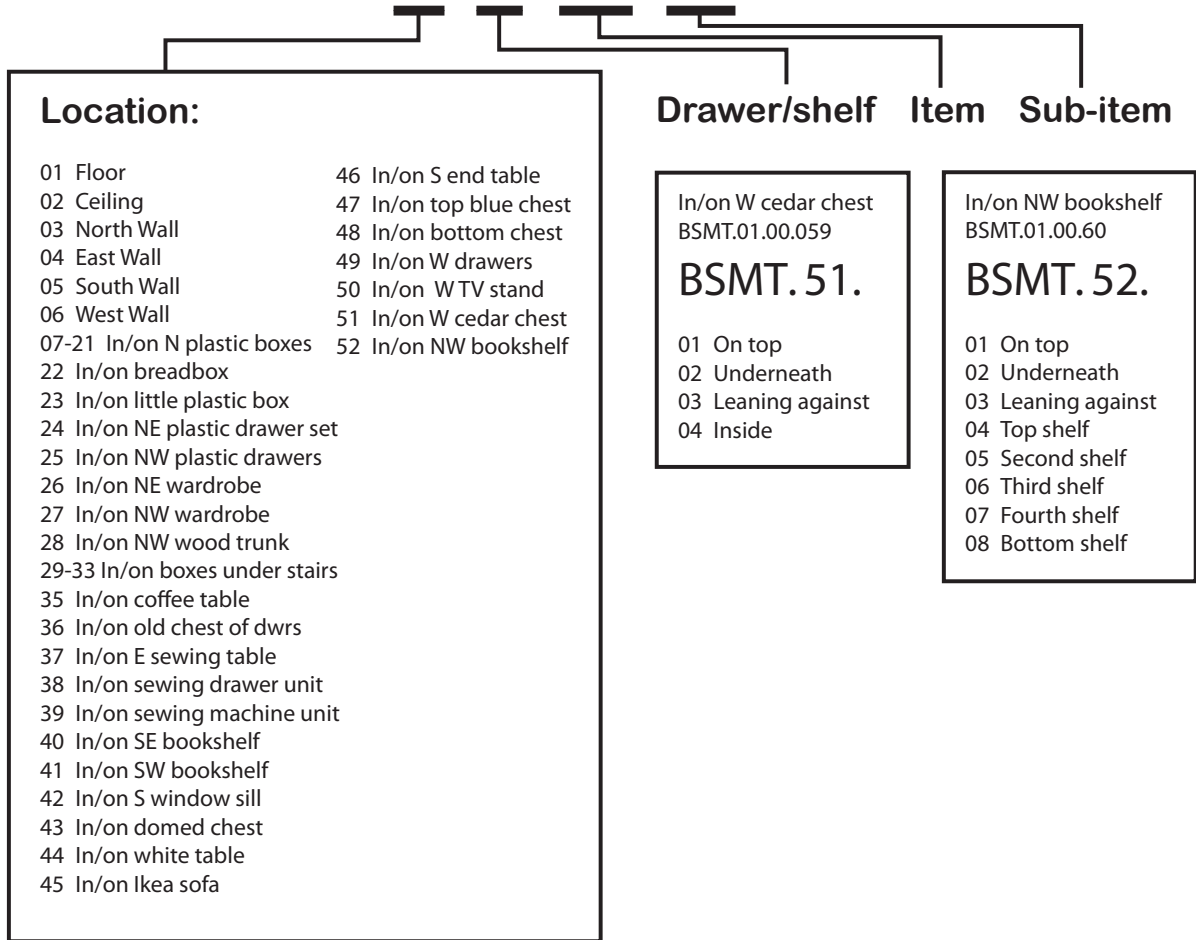 Location:
01 Floor
02 Ceiling
03 North Wall
04 East Wall
05 South Wall
06 West Wall
07-21 In/on N plastic boxes
22 In/on breadbox
23 In/on little plastic box
24 In/on NE plastic drawer set
25 In/on NW plastic drawers
26 In/on NE wardrobe
27 In/on NW wardrobe
28 In/on NW wood trunk
29-33 In/on boxes under stairs
35 In/on coffee table
36 In/on old chest of dwrs
37 In/on E sewing table
38 In/on sewing drawer unit
39 In/on sewing machine unit
40 In/on SE bookshelf
41 In/on SW bookshelf
42 In/on S window sill
43 In/on domed chest
44 In/on white table
45 In/on Ikea sofa
46 In/on S end table
47 In/on top blue chest
48 In/on bottom chest
49 In/on W drawers
50 In/on W TV stand
51 In/on W cedar chest
52 In/on NW bookshelf
Drawer/shelf Item Sub-item
In/on W cedar chest
BSMT.01.00.059
BSMT. 51.
01 On top
02 Underneath
03 Leaning against
04 Inside
In/on NW bookshelf
BSMT.01.00.60
BSMT. 52.
01 On top
02 Underneath
03 Leaning against
04 Top shelf
05 Second shelf
06 Third shelf
07 Fourth shelf
08 Bottom shelf